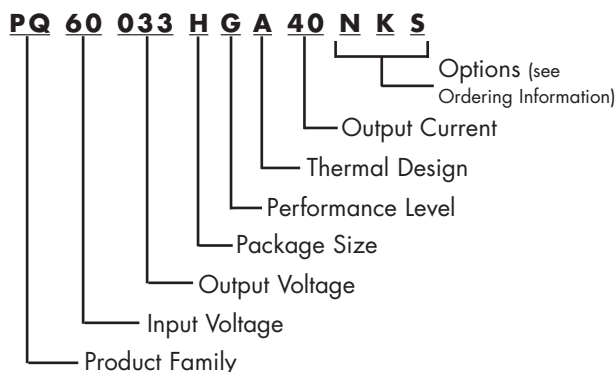 PQ 60 033 H G A 40 N K S
Options (see
Ordering Information)
Output Current
Thermal Design
Performance Level
Package Size
Output Voltage
Input Voltage
Product Family